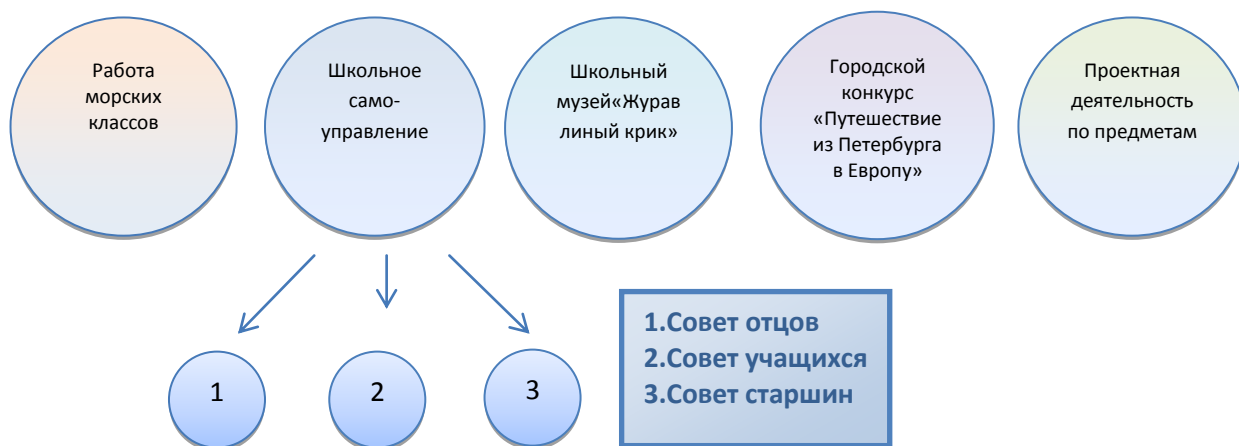 Работа
морских
классов
Школьное
само-
управление
Школьный
музей«Журав
линый крик»
Городской
конкурс
«Путешествие
из Петербурга
в Европу»
Проектная
деятельность
по предметам
1
2
3
1.Совет отцов
2.Совет учащихся
3.Совет старшин